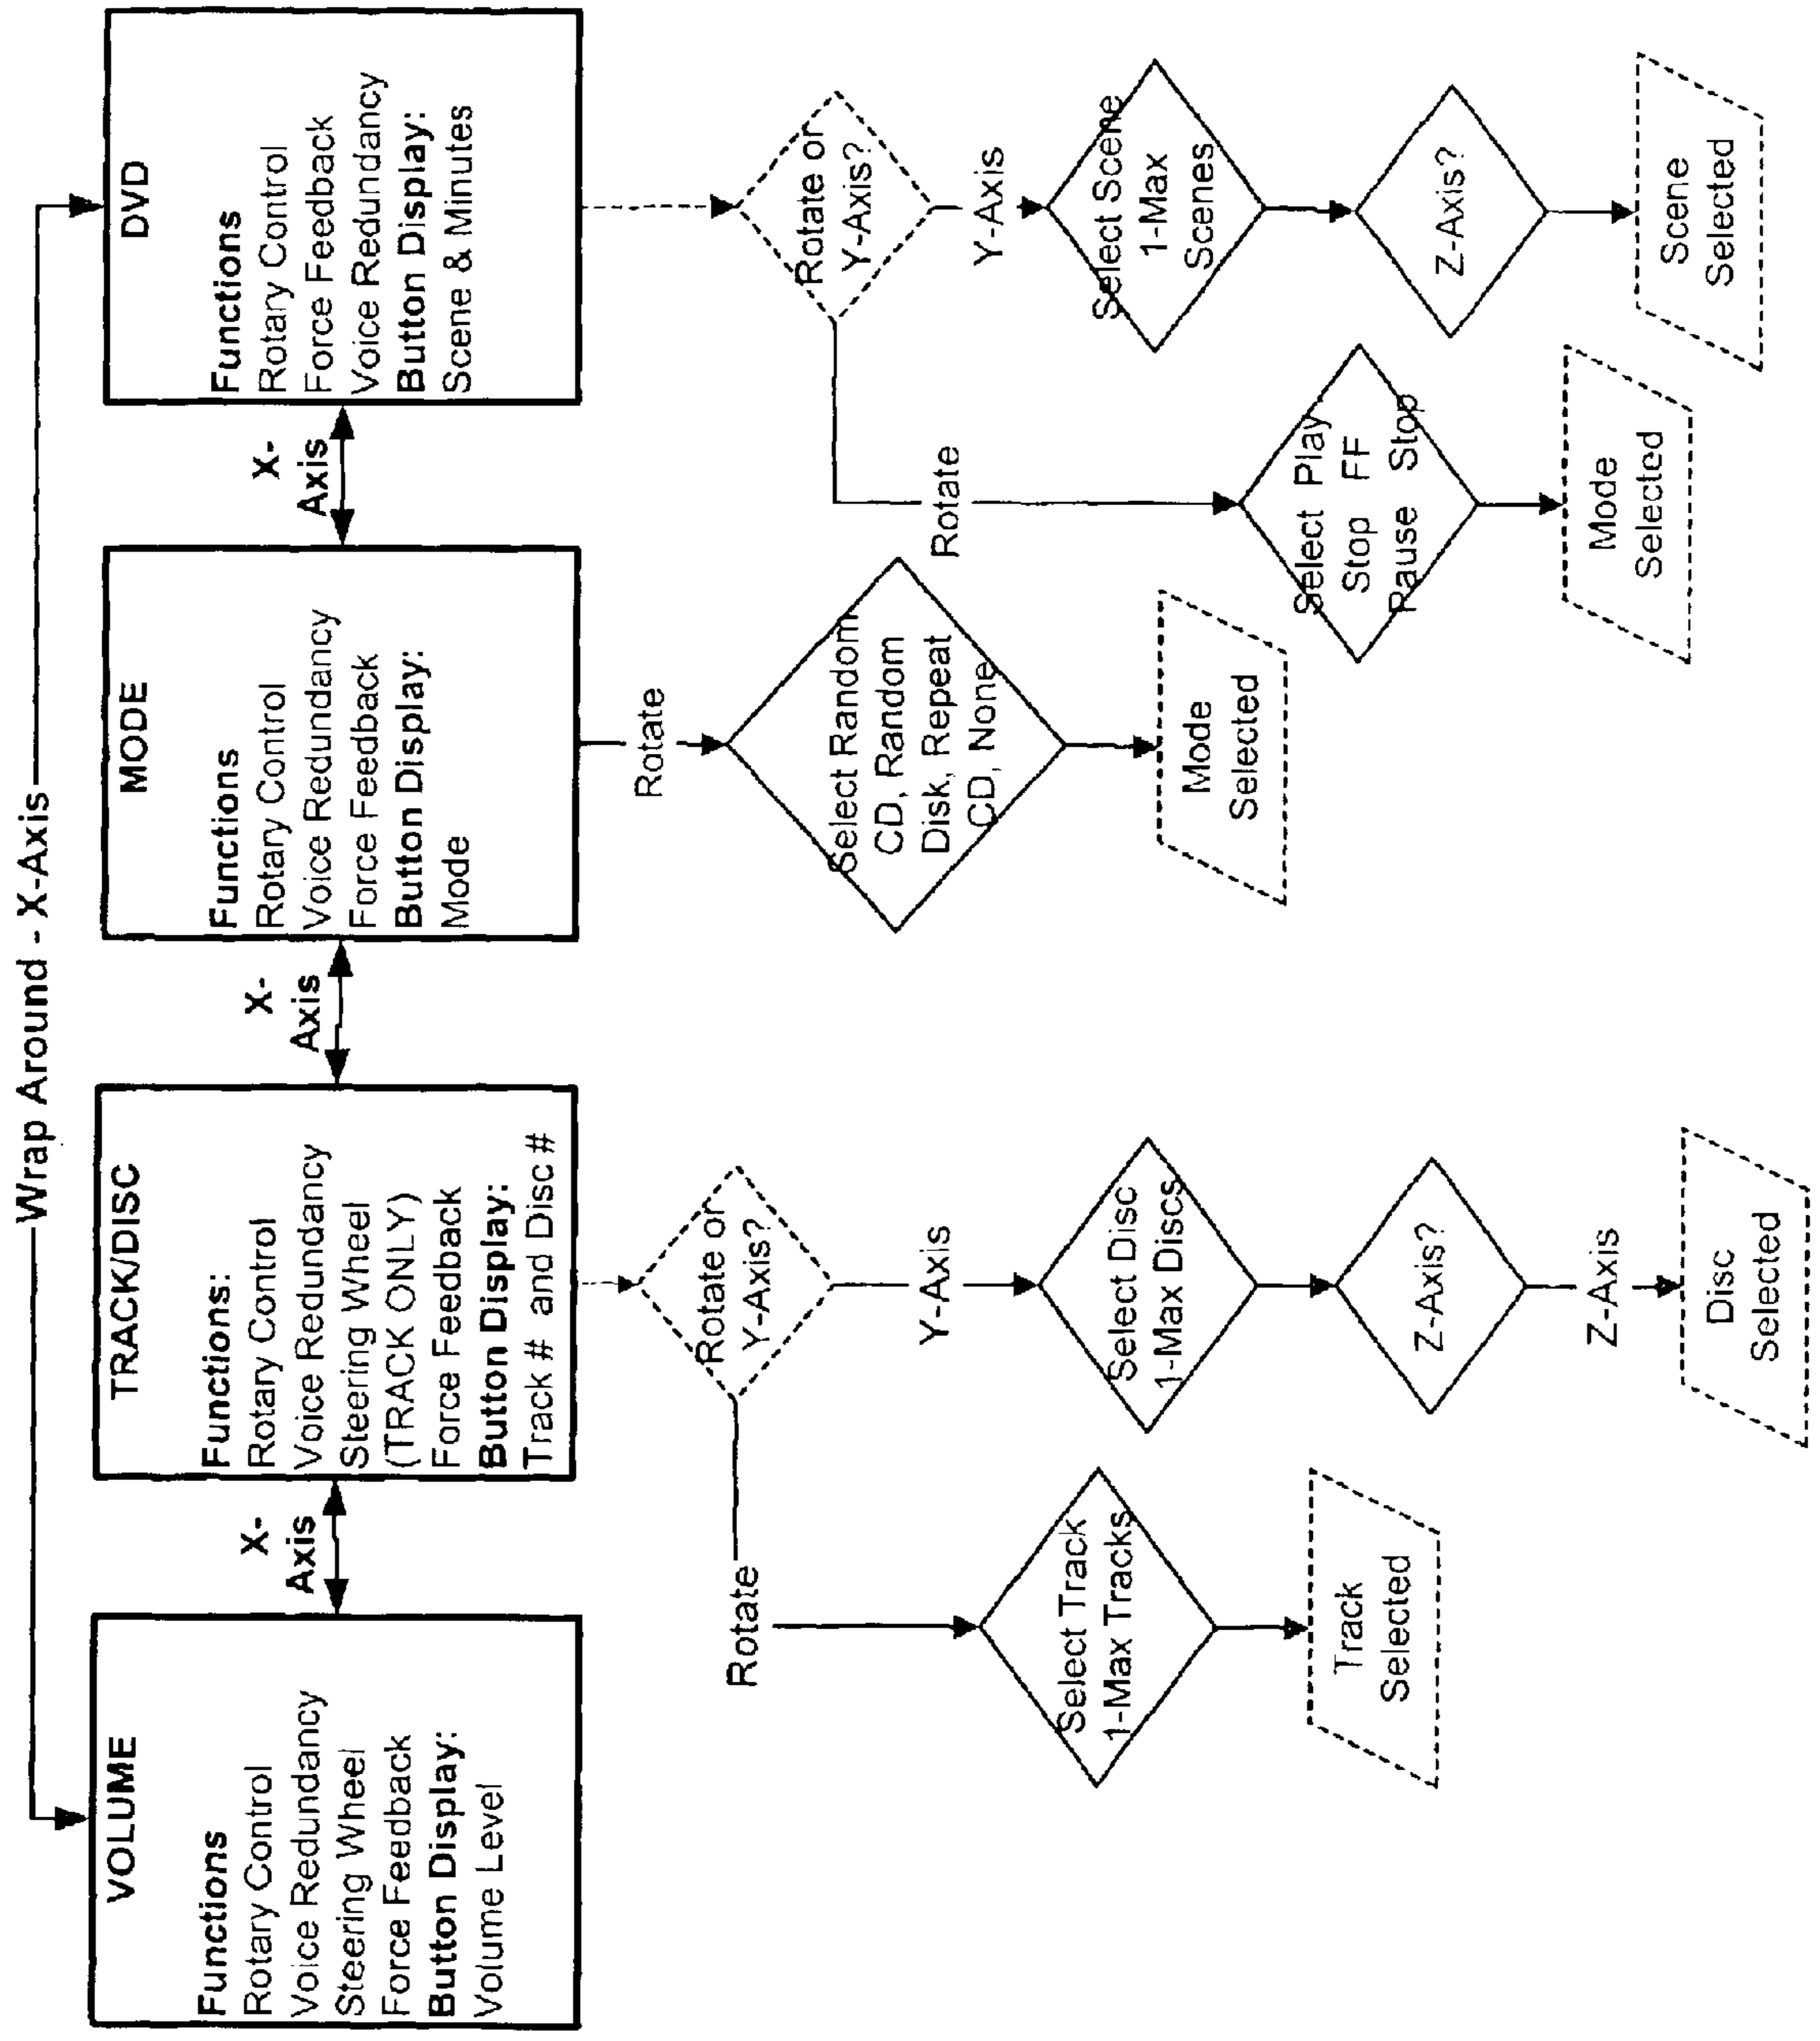 Wrap Around - X-Axis
VOLUME
Functions
Rotary Control
Voice Redundancy
Steering Wheel
Force Feedback
Button Display:
Volume Level
X-
Axis
TRACK/DISC
Functions:
Rotary Control
Voice Redundancy
Steering Wheel
(TRACK ONLY)
Force Feedback
Button Display:
Track # and Disc #
X-
Axis
MODE
Functions
Rotary Control
Voice Redundancy
Force Feedback
Button Display:
Mode
X-
Axis
DVD
Functions
Rotary Control
Force Feedback
Voice Redundancy
Button Display:
Scene & Minutes
Rotate or
Y-Axis?
Rotate
Select Track
1-Max Tracks
Track
Selected
Y-Axis
Select Disc
1-Max Discs
Z-Axis?
Z-Axis
Disc
Selected
Rotate
Select Random
CD, Random
Disk, Repeat
CD, None
Mode
Selected
Rotate or
Y-Axis?
Rotate
Select Play
Stop FF
Pause Stop
Mode
Selected
Y-Axis
Select Scene
1-Max
Scenes
Z-Axis?
Scene
Selected